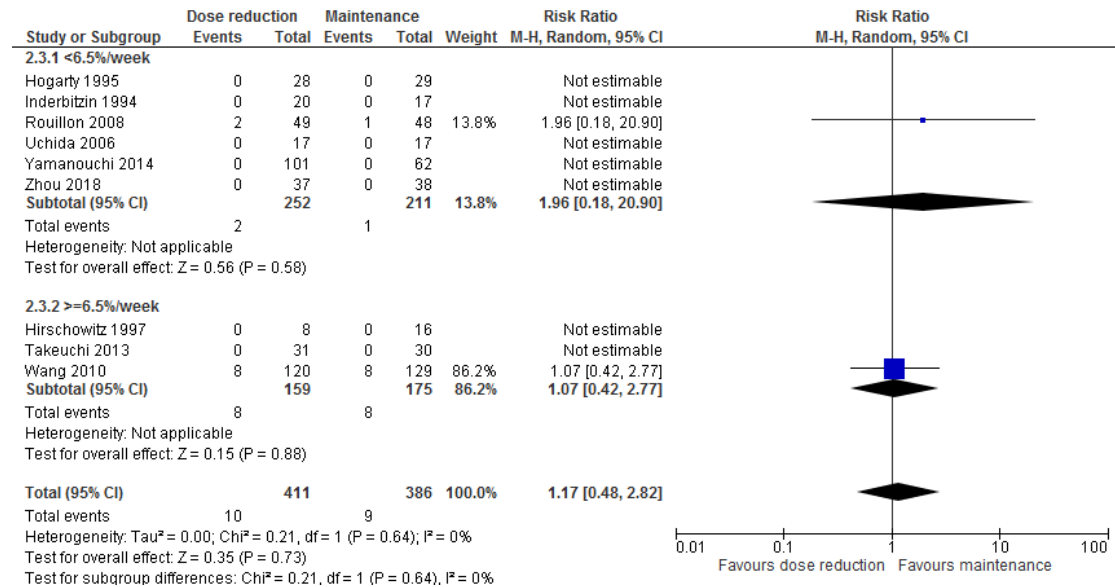 Dose reduction Maintenance Risk Ratio Risk Ratio
Study or Subgroup Events Total Events Total Weight M-H, Random, 95% CI M-H, Random, 95% CI
2.3.1 <6.5%/week
Hogarty 1995 0 28 0 29 Not estimable
Inderbitzin 1994 0 20 0 17 Not estimable
Rouillon 2008 2 49 1 48 13.8% 1.96 [0.18, 20.90]
Uchida 2006 0 17 0 17 Not estimable
Yamanouchi 2014 0 101 0 62 Not estimable
Zhou 2018 0 37 0 38 Not estimable
Subtotal (95% CI) 252 211 13.8% 1.96 [0.18, 20.90]
Total events 2 1
Heterogeneity: Not applicable
Test for overall effect: Z = 0.56 (P = 0.58)
2.3.2 >=6.5%/week
Hirschowitz 1997 0 8 0 16 Not estimable
Takeuchi 2013 0 31 0 30 Not estimable
Wang 2010 8 120 8 129 86.2% 1.07 [0.42, 2.77]
Subtotal (95% CI) 159 175 86.2% 1.07 [0.42, 2.77]
Total events 8 8
Heterogeneity: Not applicable
Test for overall effect: Z = 0.15 (P = 0.88)
Total (95% CI) 411 386 100.0% 1.17 [0.48, 2.82]
Total events 10 9
Heterogeneity: Tau² = 0.00; Chi² = 0.21, df = 1 (P = 0.64); I² = 0%
Test for overall effect: Z = 0.35 (P = 0.73)
Test for subgroup differences: Chi² = 0.21, df = 1 (P = 0.64), I² = 0%
0.01 0.1 1 10 100
Favours dose reduction Favours maintenance